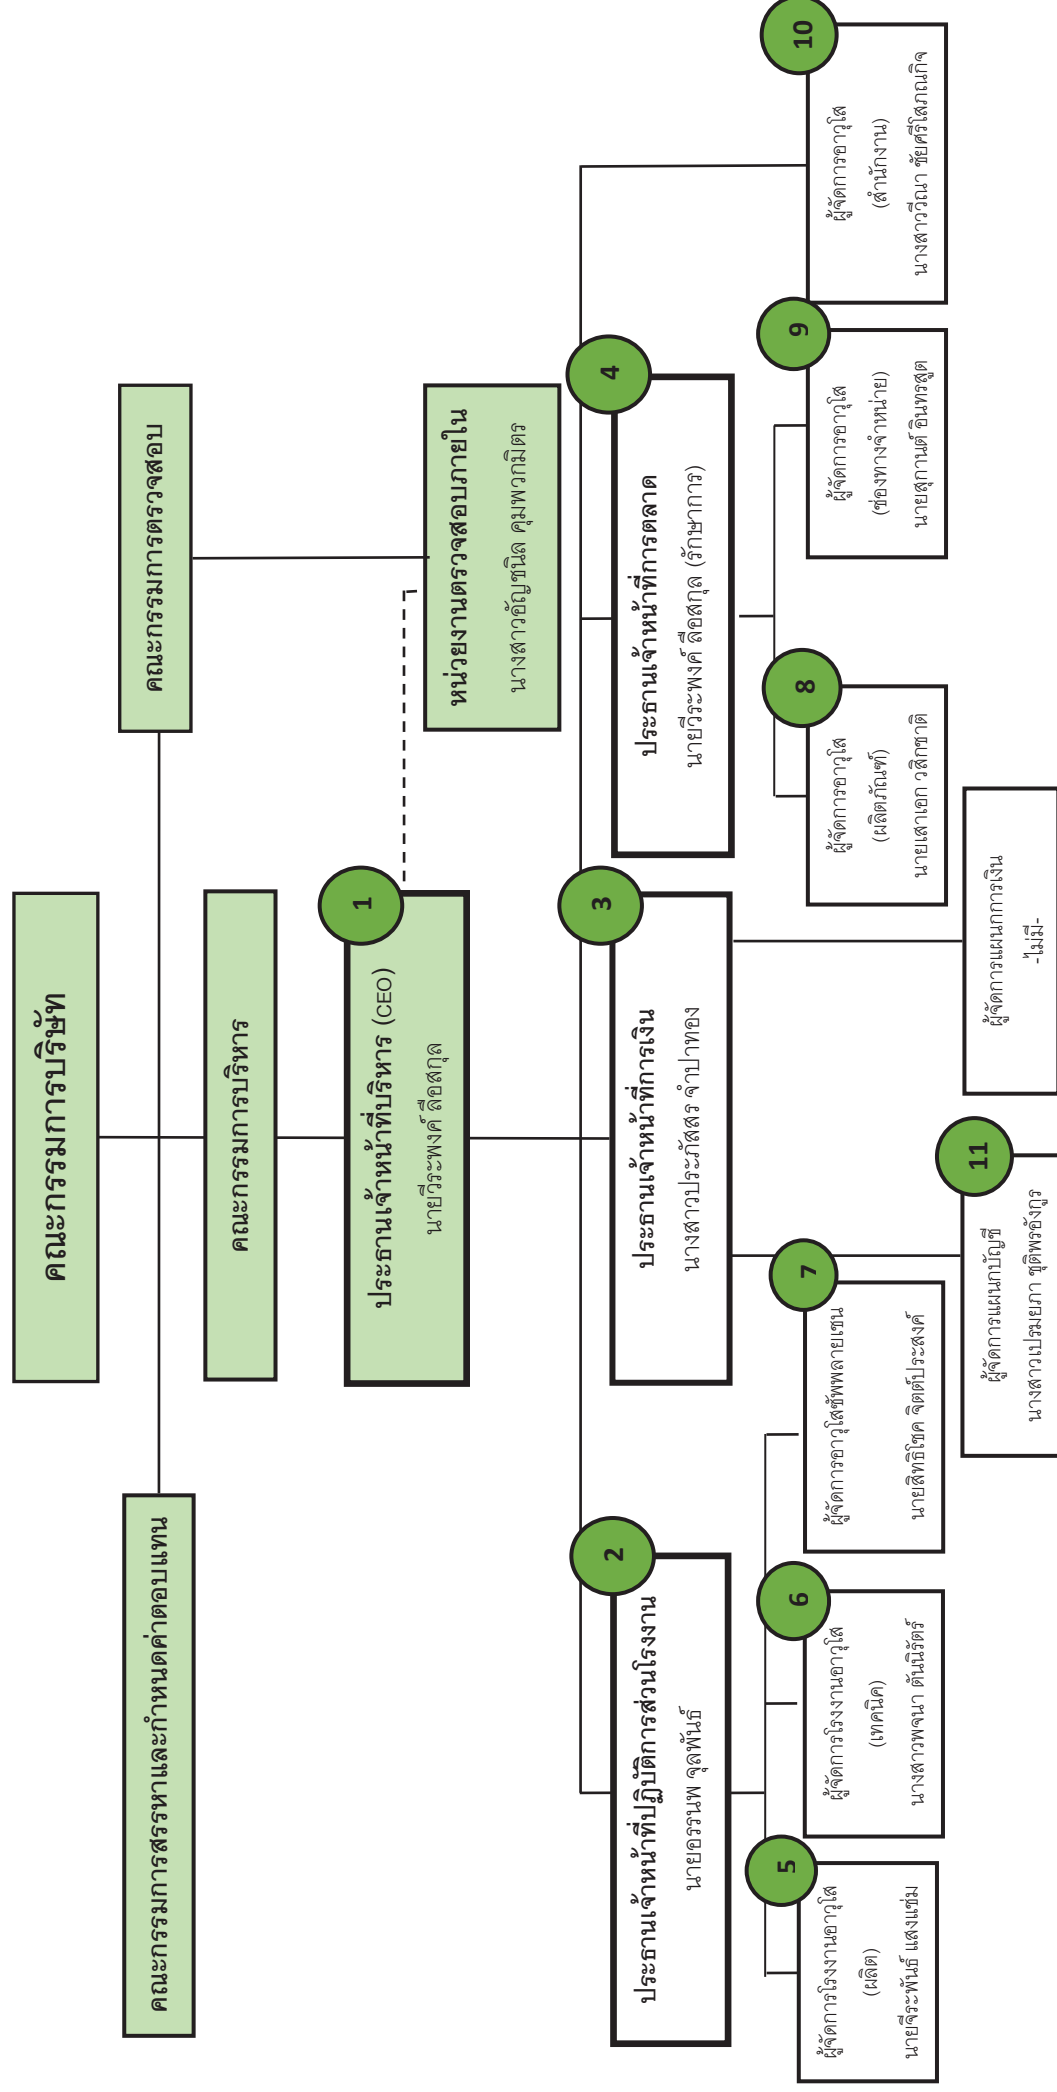 คณะกรรมการบริษัท
คณะกรรมการสรรหาและกำหนดค่าตอบแทน
คณะกรรมการตรวจสอบ
คณะกรรมการบริหาร
1
ประธานเจ้าหน้าที่บริหาร (CEO)
นายวีระพงค์ ลือสกุล
หน่วยงานตรวจสอบภายใน
นางสาวอัญชนิล คุมพวกมิตร
2
ประธานเจ้าหน้าที่ปฏิบัติการส่วนโรงงาน
นายอรรนพ จุลพันธ์
3
ประธานเจ้าหน้าที่การเงิน
นางสาวประภัสสร จำปาทอง
4
ประธานเจ้าหน้าที่การตลาด
นายวีระพงค์ ลือสกุล (รักษาการ)
5
ผู้จัดการโรงงานอาวุโส
(ผลิต)
นายจีระพันธ์ แสงแช่ม
6
ผู้จัดการโรงงานอาวุโส
(เทคนิค)
นางสาวพจนา ตันนิรัตร์
7
ผู้จัดการอาวุโสซัพพลายเชน
นายสิทธิโชค จิตต์ประสงค์
8
ผู้จัดการอาวุโส
(ผลิตภัณฑ์)
นายเสาเอก วสิกชาติ
9
ผู้จัดการอาวุโส
(ช่องทางจำหน่าย)
นายสุกานต์ อินทรสูต
10
ผู้จัดการอาวุโส
(สำนักงาน)
นางสาววีณา ชัยศรีโสภณกิจ
11
ผู้จัดการแผนกบัญชี
นางสาวเปรมยภา ชุติพรอังกูร
ผู้จัดการแผนกการเงิน
-ไม่มี-